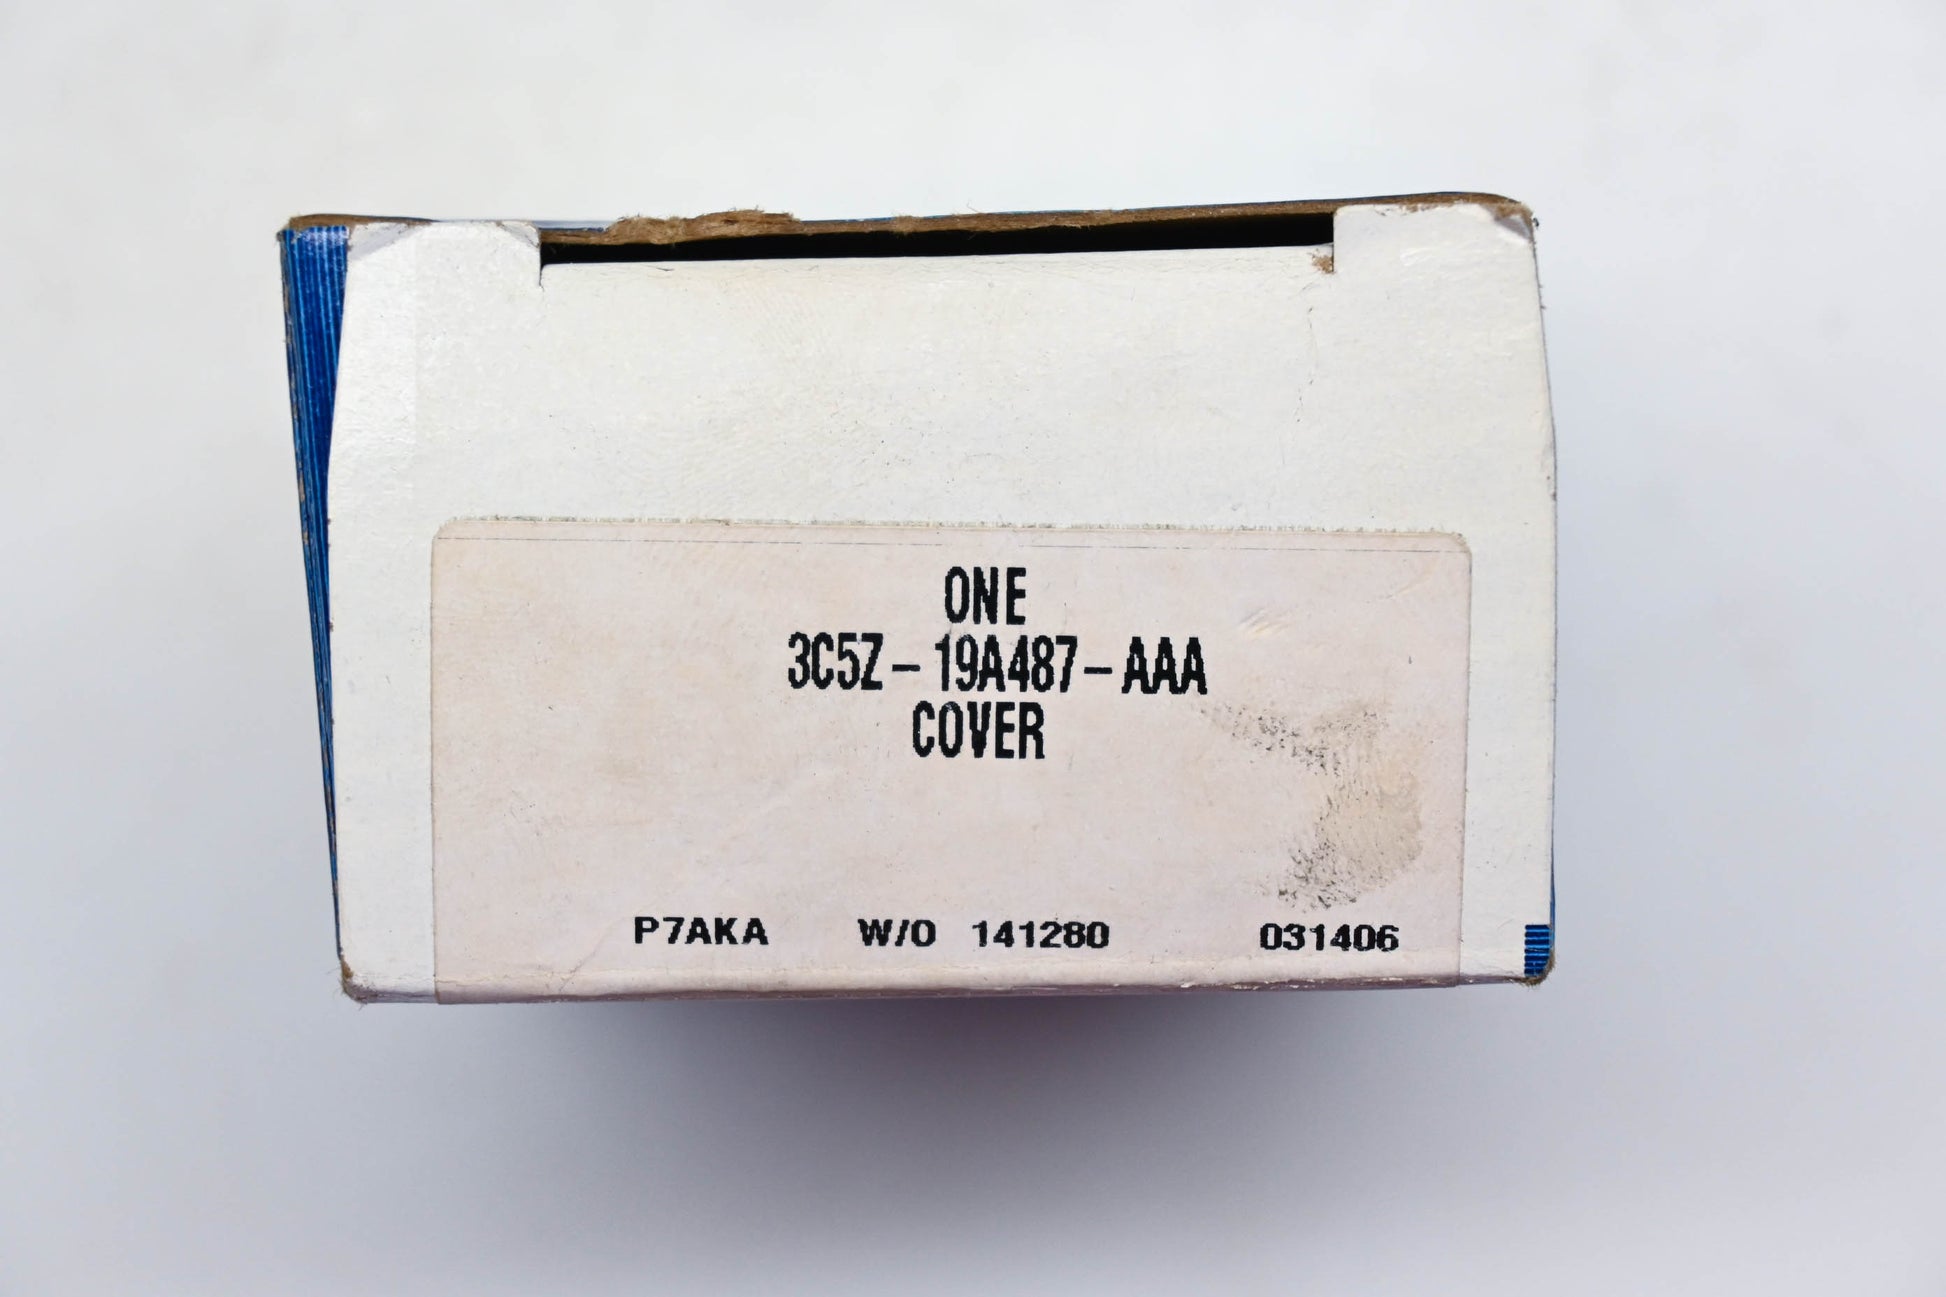 ONE
3C5Z-19A487-AAA
COVER
P7AKA W/O 141280 031406